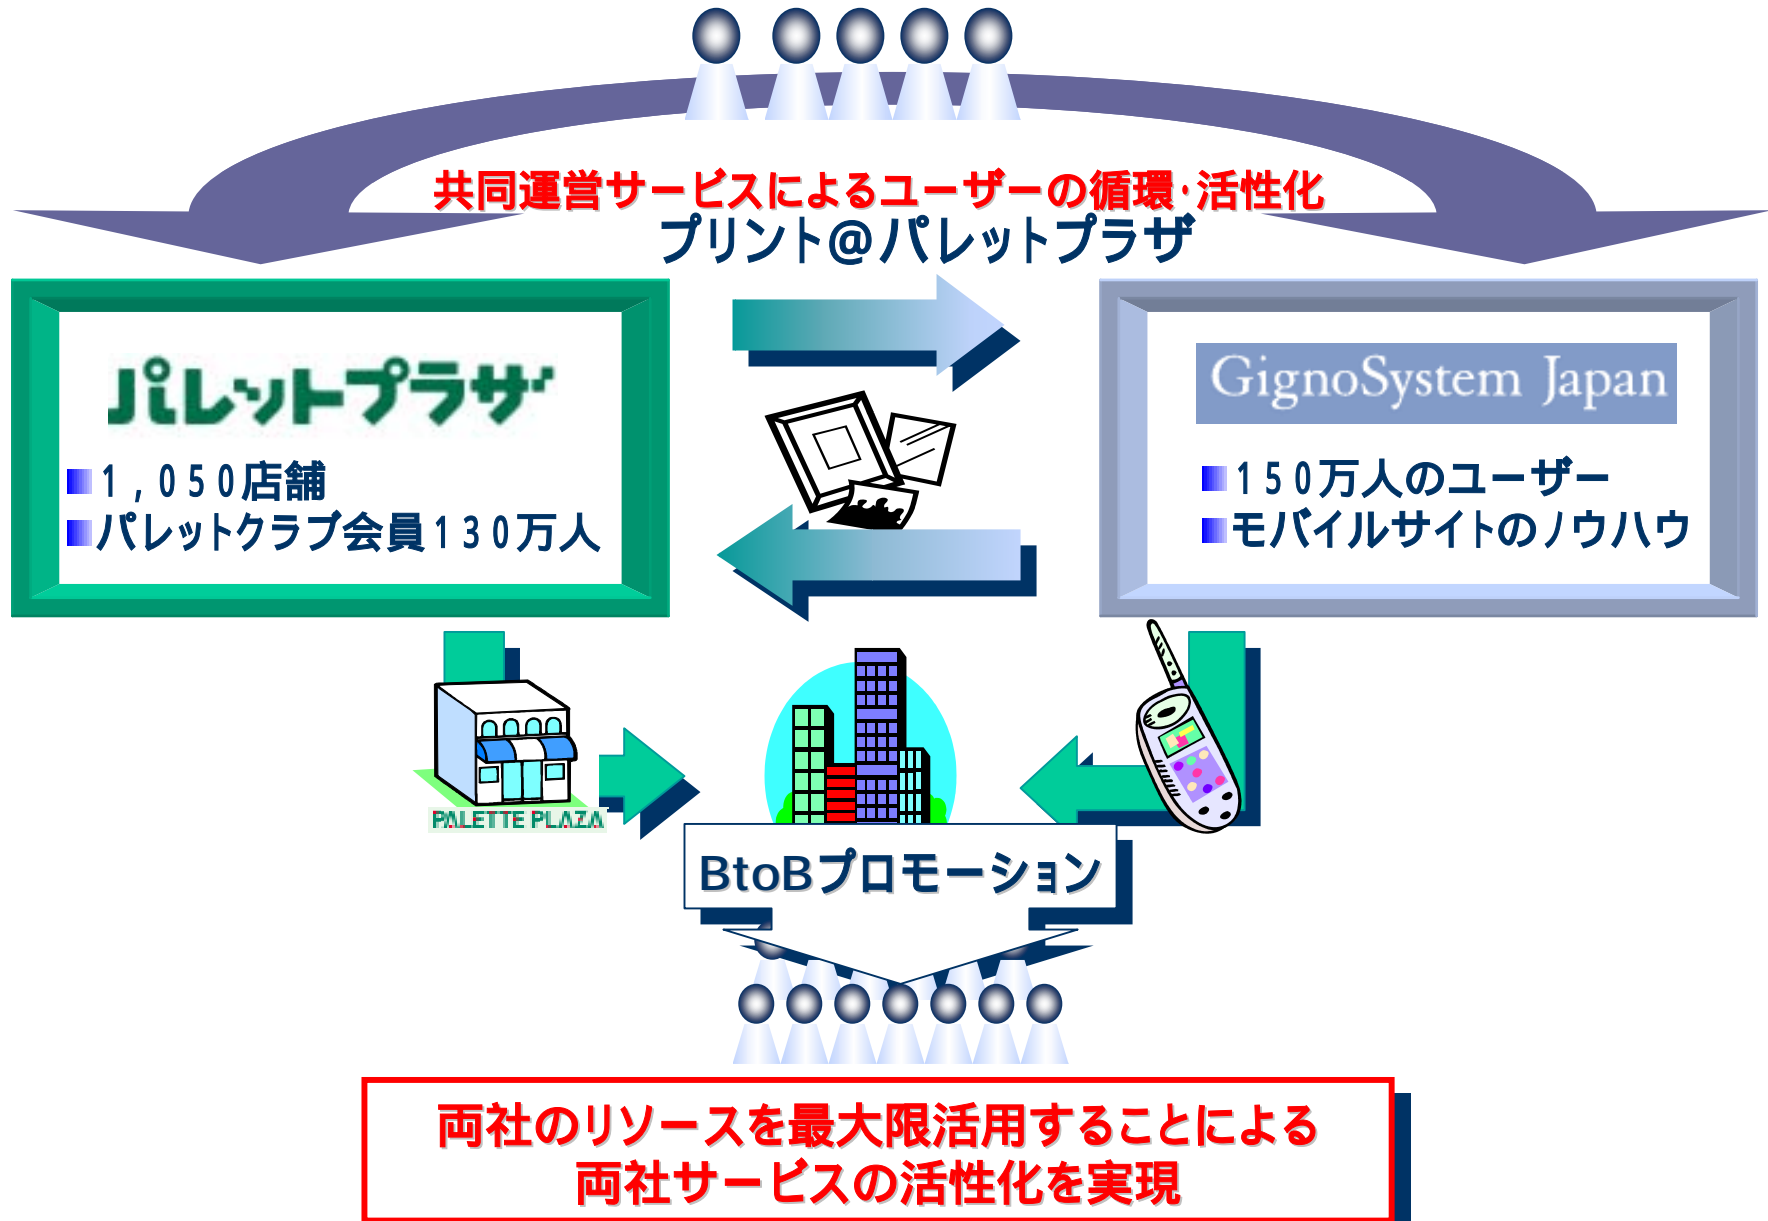 共同運営サービスによるユーザーの循環･活性化
プリント@パレットプラザ
パレットプラザ
1,050店舗
パレットクラブ会員130万人
GignoSystem Japan
150万人のユーザー
モバイルサイトのノウハウ
PALETTE PLAZA
BtoBプロモーション
両社のリソースを最大限活用することによる
両社サービスの活性化を実現